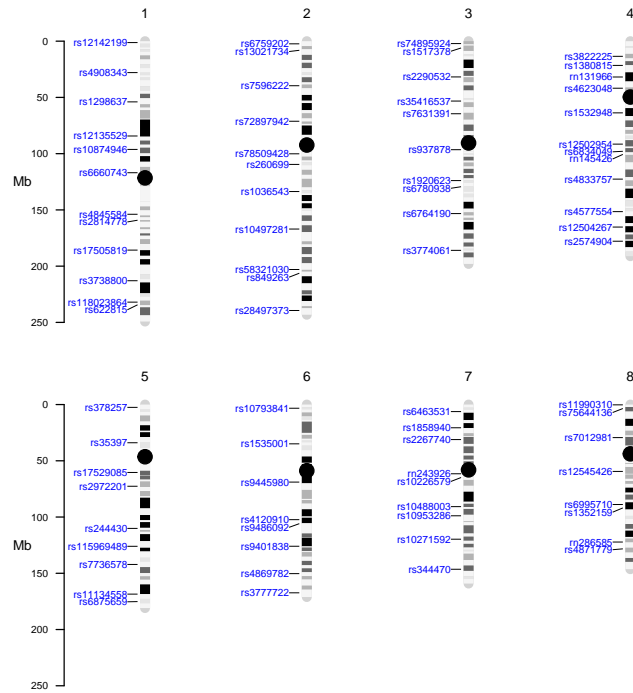 1
2
3
4
0
50
100
150
200
250
Mb
rs12142199
rs4908343
rs1298637
rs12135529
rs10874946
rs6660743
rs4845584
rs2814778
rs17505819
rs3738800
rs118023864
rs622815
rs6759202
rs13021734
rs7596222
rs72897942
rs78509428
rs260699
rs1036543
rs10497281
rs58321030
rs849263
rs28497373
rs74895924
rs1517378
rs2290532
rs35416537
rs7631391
rs937878
rs1920623
rs6780938
rs6764190
rs3774061
rs3822225
rs1380815
rn131966
rs4623048
rs1532948
rs12502954
rs6834049
rn145426
rs4833757
rs4577554
rs12504267
rs2574904
5
6
7
8
0
50
100
150
200
250
Mb
rs378257
rs35397
rs17529085
rs2972201
rs244430
rs115969489
rs7736578
rs11134558
rs6875659
rs10793841
rs1535001
rs9445980
rs4120910
rs9486092
rs9401838
rs4869782
rs3777722
rs6463531
rs1858940
rs2267740
rn243926
rs10226579
rs10488003
rs10953286
rs10271592
rs344470
rs11990310
rs75644136
rs7012981
rs12545426
rs6995710
rs1352159
rn286585
rs4871779